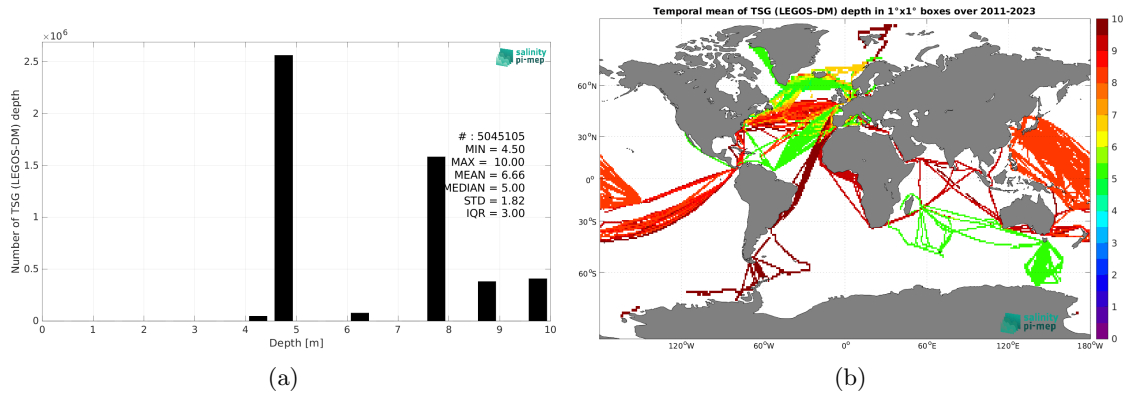 ×10⁶
2.5
2
1.5
1
0.5
0
Number of TSG (LEGOS-DM) depth
salinity
pi-mep
# : 5045105
MIN = 4.50
MAX = 10.00
MEAN = 6.66
MEDIAN = 5.00
STD = 1.82
IQR = 3.00
0 1 2 3 4 5 6 7 8 9 10
Depth [m]
(a)
Temporal mean of TSG (LEGOS-DM) depth in 1°x1° boxes over 2011-2023
60°N
30°N
0°
30°S
60°S
120°W 60°W 0° 60°E 120°E 180°W
salinity
pi-mep
10
9
8
7
6
5
4
3
2
1
0
(b)